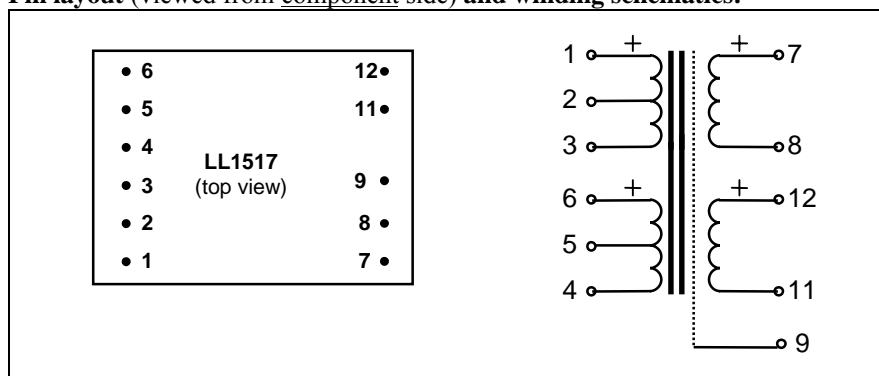 Pin layout (viewed from component side) and winding schematics:
6 12
5 11
4
LL1517
3 (top view) 9
2 8
1 7
1 + + 7
2
3 8
6 + + 12
5
4 11
9